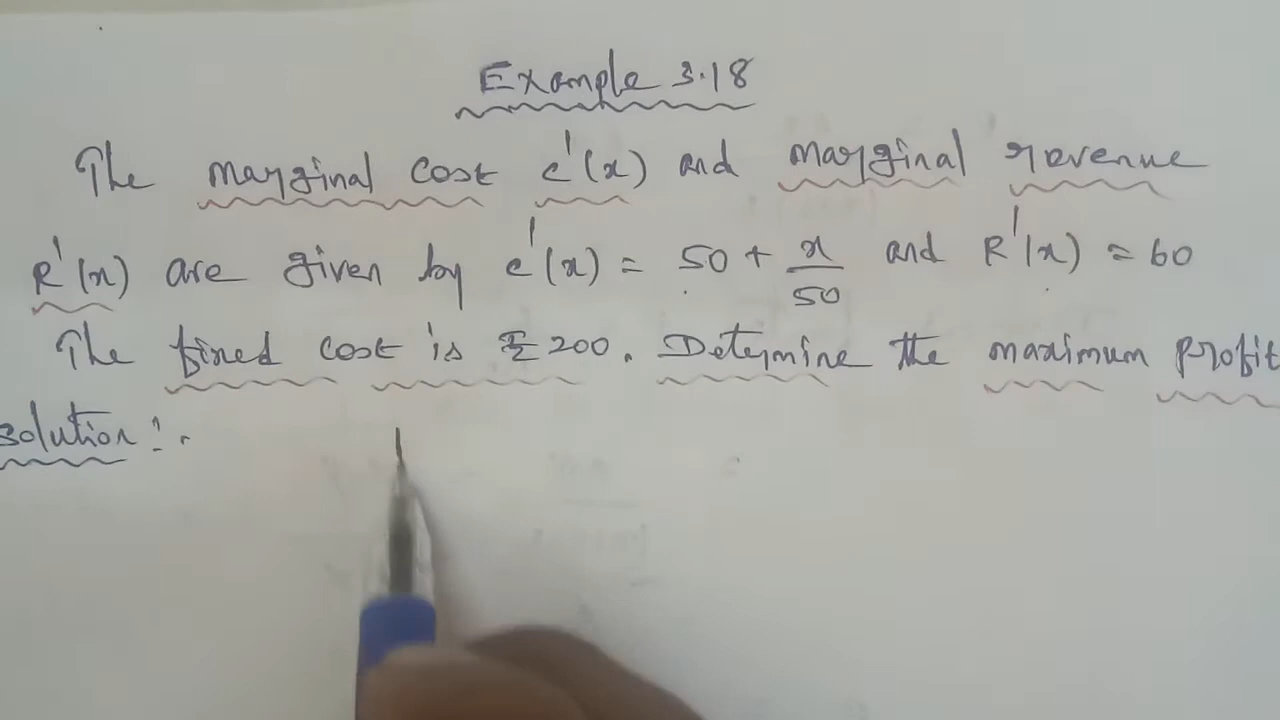 Example 3.18
The marginal cost c'(x) and marginal revenue
R'(x) are given by c'(x) = 50 + x/50 and R'(x) = 60
The fixed cost is ₹ 200. Determine the maximum profit
solution:.